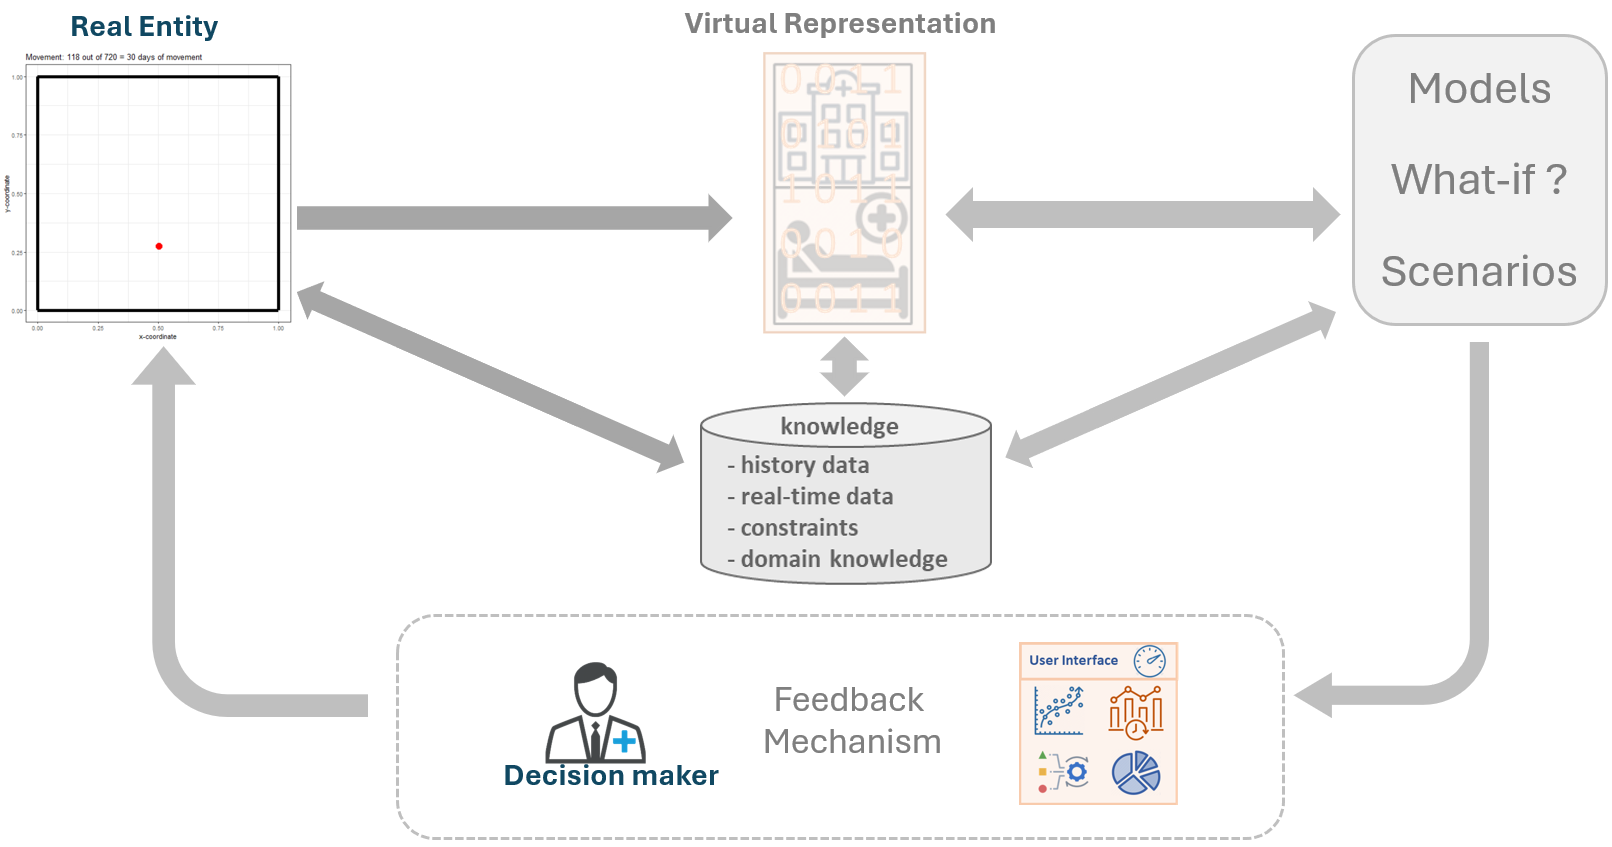 Real Entity
Virtual Representation
Movement: 118 out of 720 = 30 days of movement
1.00
0.75
0.50
0.25
0.00
y-coordinate
0.00 0.25 0.50 0.75 1.00
x-coordinate
0 0 1 1
0 1 0 1
1 0 1 1
0 0 1 0
0 0 1 1
Models
What-if ?
Scenarios
knowledge
- history data
- real-time data
- constraints
- domain knowledge
Decision maker
Feedback
Mechanism
User Interface